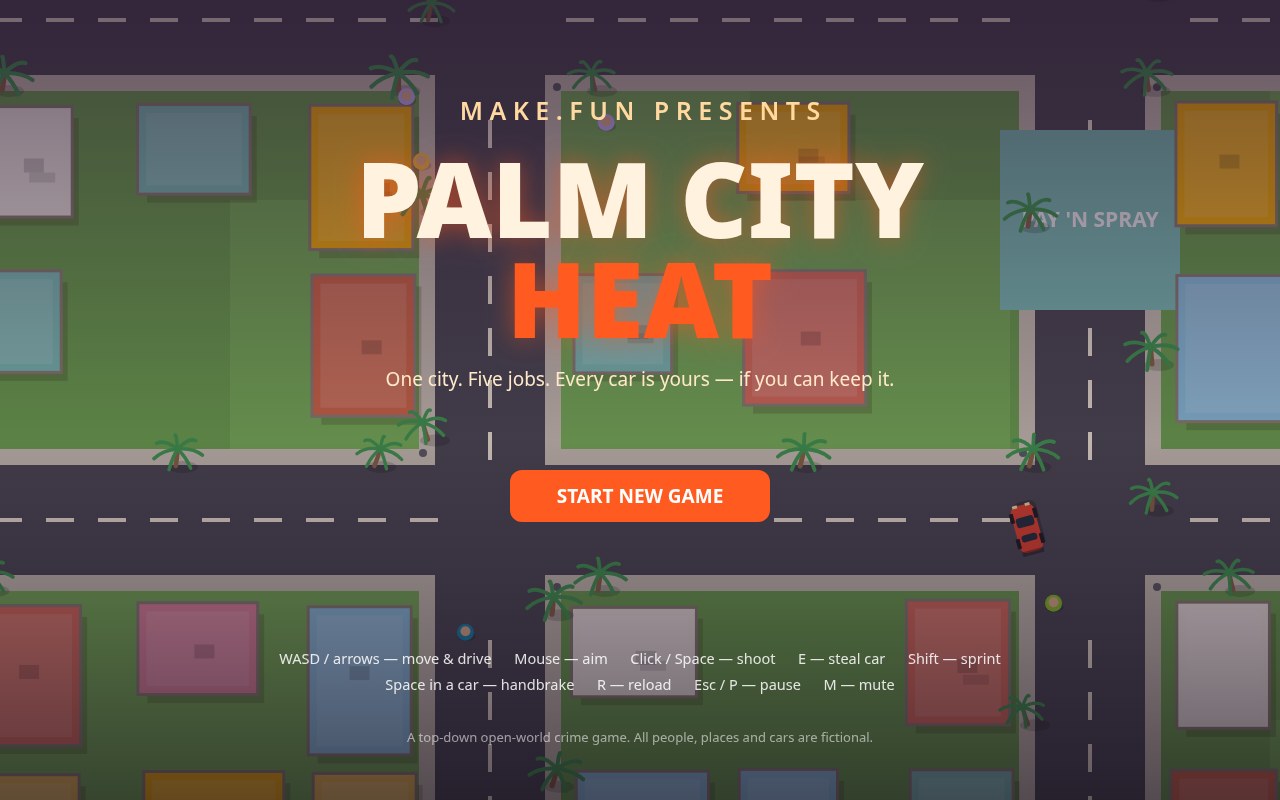 MAKE.FUN PRESENTS
PALM CITY
HEAT
'N SPRAY
One city. Five jobs. Every car is yours — if you can keep it.
START NEW GAME
WASD / arrows — move & drive Mouse — aim Click / Space — shoot E — steal car Shift — sprint
Space in a car — handbrake R — reload Esc / P — pause M — mute
A top-down open-world crime game. All people, places and cars are fictional.